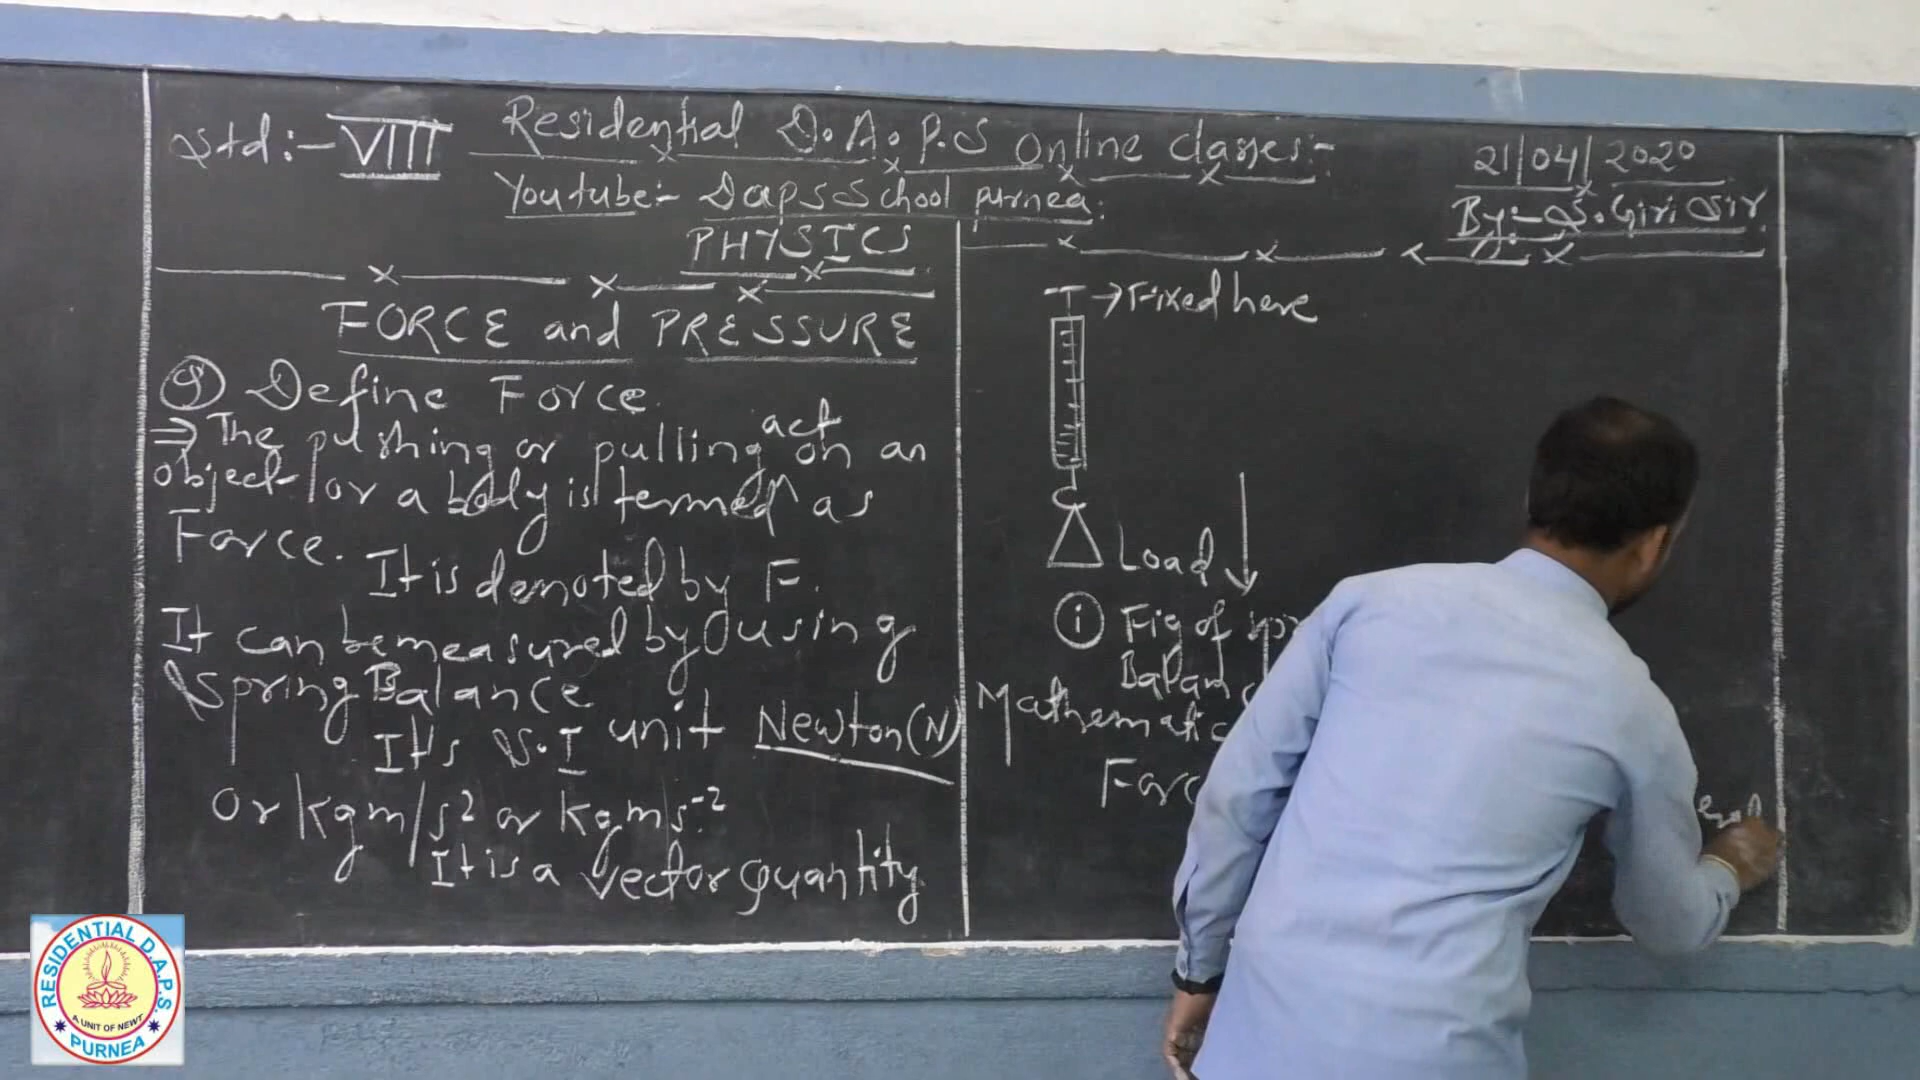 Std:- VIII
Residential D.A.P.S online classes:-
Youtube:- Daps School purnea:
21/04/2020
By:- S. Giri Sir
PHYSICS
FORCE and PRESSURE
Q Define Force.
⇒ The pushing or pulling act on an
object or a body is termed as
Force.
It is denoted by F.
It can be measured by using
Spring Balance
It's S.I unit Newton(N)
Or kgm/s² or kgms⁻²
It is a vector quantity
→ Fixed here
Load
i Fig of
Balan
Mathematic
Forc
RESIDENTIAL D.A.P.S.
A UNIT OF NEWT
PURNEA